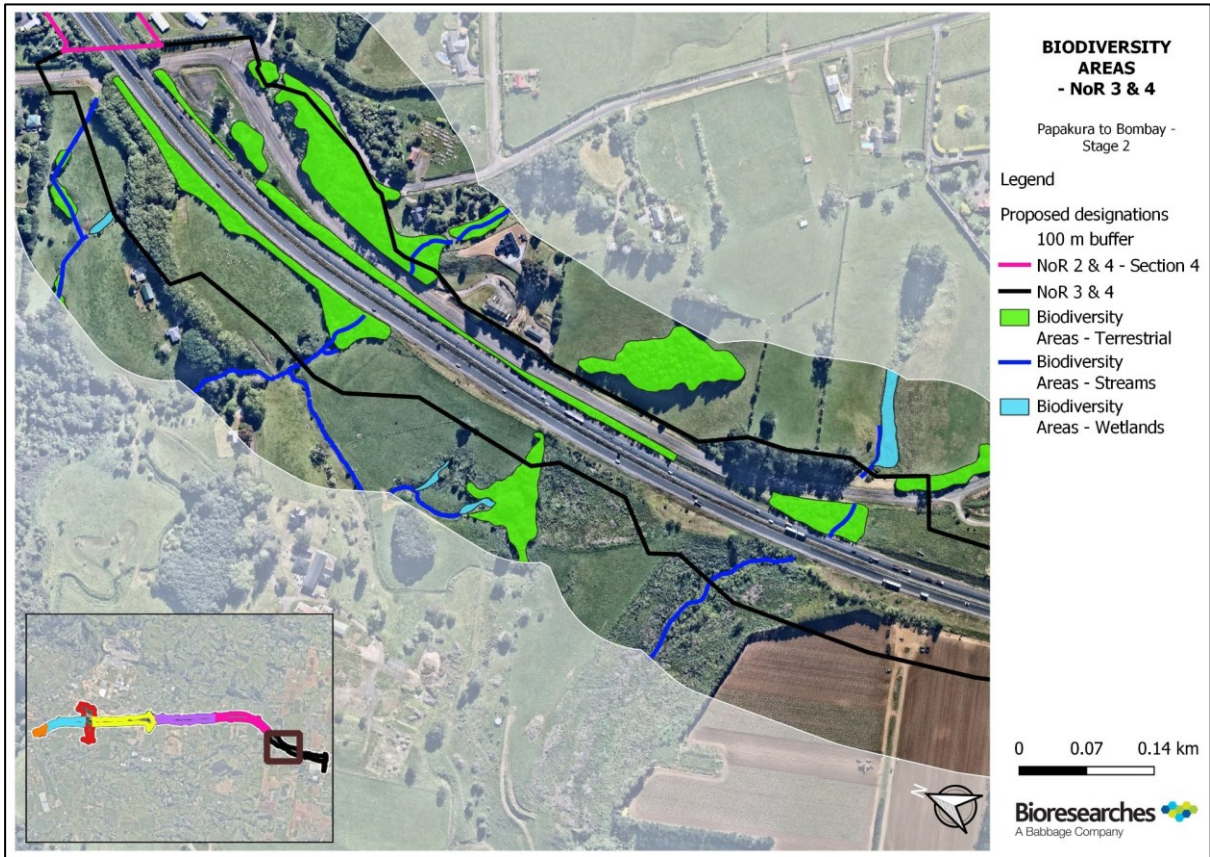 BIODIVERSITY
AREAS
- NoR 3 & 4
Papakura to Bombay -
Stage 2
Legend
Proposed designations
100 m buffer
NoR 2 & 4 - Section 4
NoR 3 & 4
Biodiversity
Areas - Terrestrial
Biodiversity
Areas - Streams
Biodiversity
Areas - Wetlands
0 0.07 0.14 km
N
Bioresearches
A Babbage Company